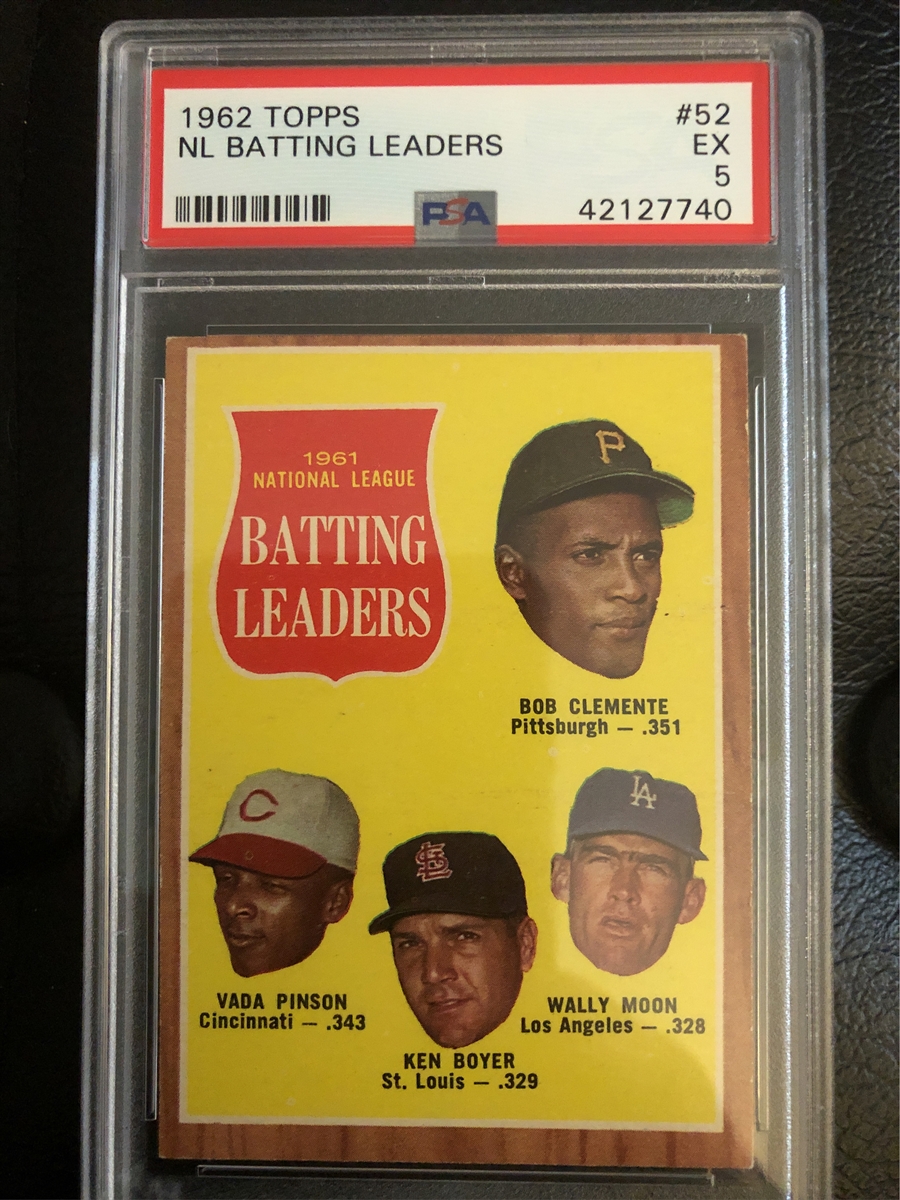 1962 TOPPS #52
NL BATTING LEADERS EX
5
PSA 42127740
1961
NATIONAL LEAGUE
BATTING
LEADERS
P
BOB CLEMENTE
Pittsburgh — .351
C
VADA PINSON
Cincinnati — .343
STL
KEN BOYER
St. Louis — .329
LA
WALLY MOON
Los Angeles — .328